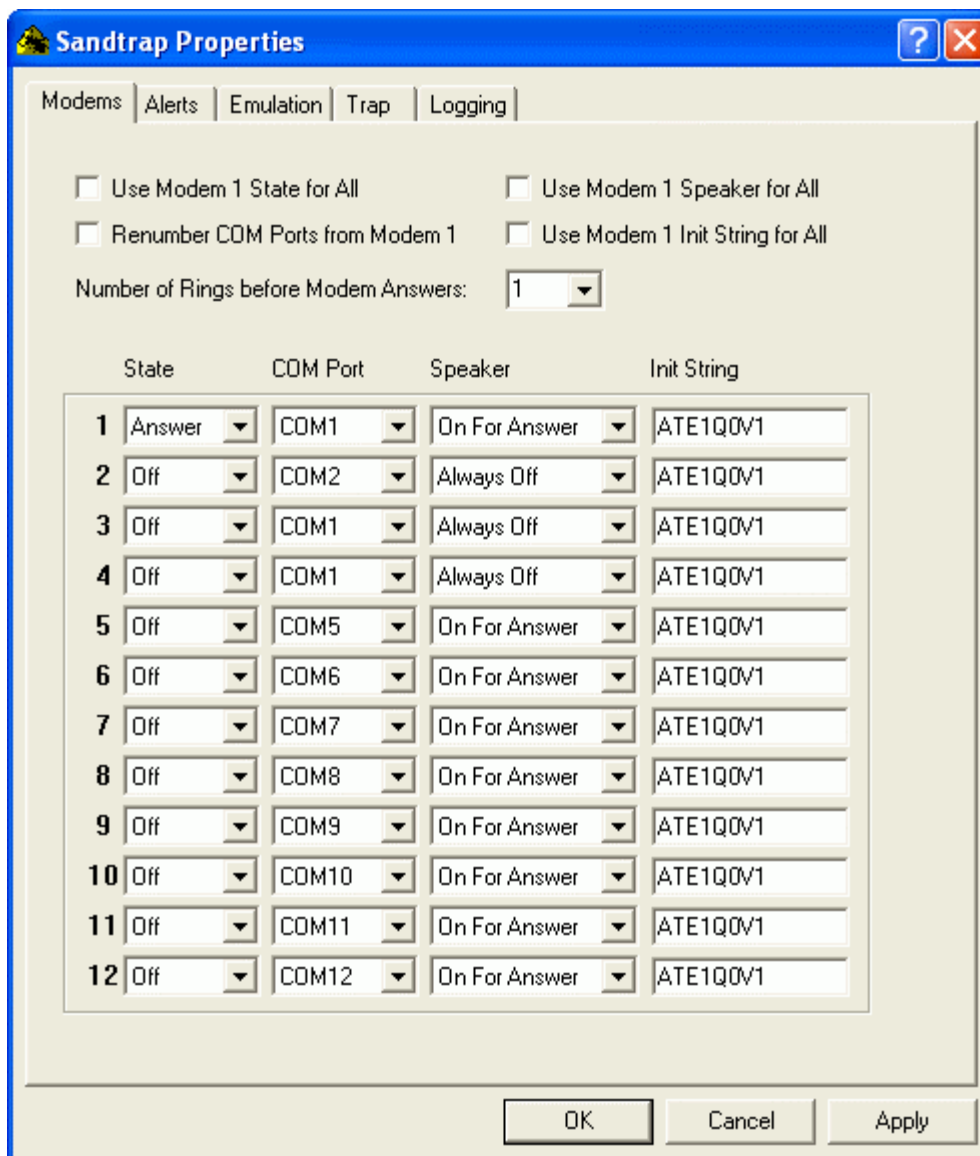 Sandtrap Properties
Modems Alerts Emulation Trap Logging
Use Modem 1 State for All Use Modem 1 Speaker for All
Renumber COM Ports from Modem 1 Use Modem 1 Init String for All
Number of Rings before Modem Answers: 1
State COM Port Speaker Init String
1 Answer COM1 On For Answer ATE1Q0V1
2 Off COM2 Always Off ATE1Q0V1
3 Off COM1 Always Off ATE1Q0V1
4 Off COM1 Always Off ATE1Q0V1
5 Off COM5 On For Answer ATE1Q0V1
6 Off COM6 On For Answer ATE1Q0V1
7 Off COM7 On For Answer ATE1Q0V1
8 Off COM8 On For Answer ATE1Q0V1
9 Off COM9 On For Answer ATE1Q0V1
10 Off COM10 On For Answer ATE1Q0V1
11 Off COM11 On For Answer ATE1Q0V1
12 Off COM12 On For Answer ATE1Q0V1
OK Cancel Apply